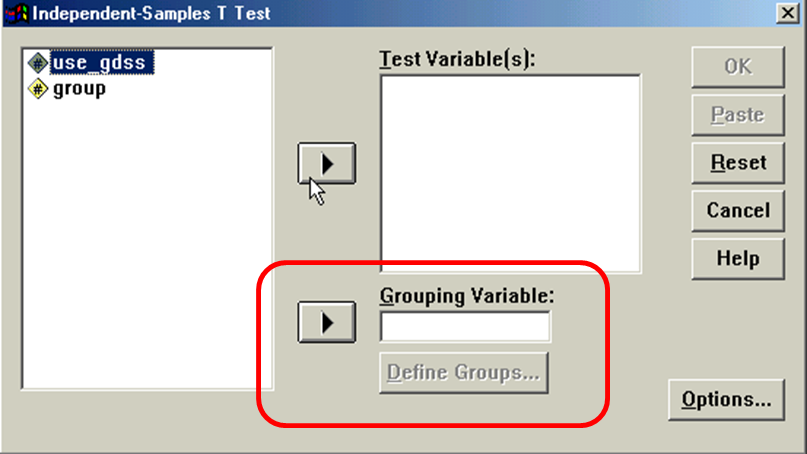 Independent-Samples T Test
use_gdss
group
Test Variable(s):
OK
Paste
Reset
Cancel
Help
Grouping Variable:
Define Groups...
Options...